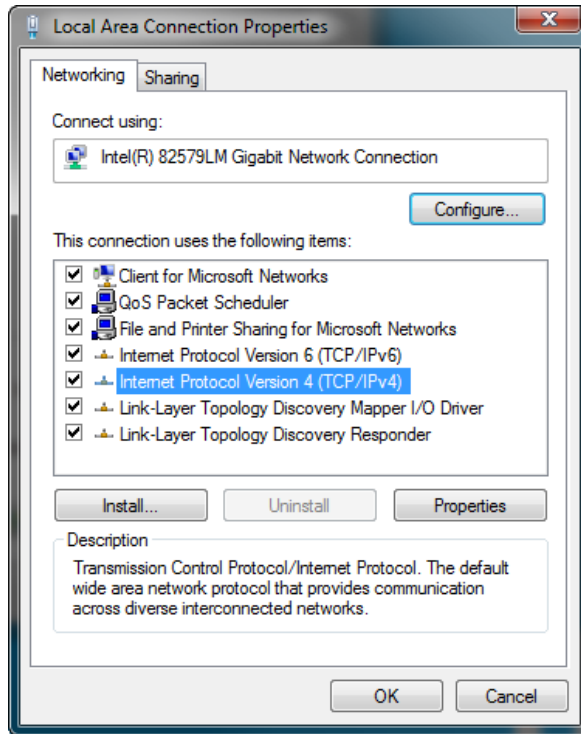 Local Area Connection Properties
Networking
Sharing
Connect using:
Intel(R) 82579LM Gigabit Network Connection
Configure...
This connection uses the following items:
Client for Microsoft Networks
QoS Packet Scheduler
File and Printer Sharing for Microsoft Networks
Internet Protocol Version 6 (TCP/IPv6)
Internet Protocol Version 4 (TCP/IPv4)
Link-Layer Topology Discovery Mapper I/O Driver
Link-Layer Topology Discovery Responder
Install...
Uninstall
Properties
Description
Transmission Control Protocol/Internet Protocol. The default
wide area network protocol that provides communication
across diverse interconnected networks.
OK
Cancel